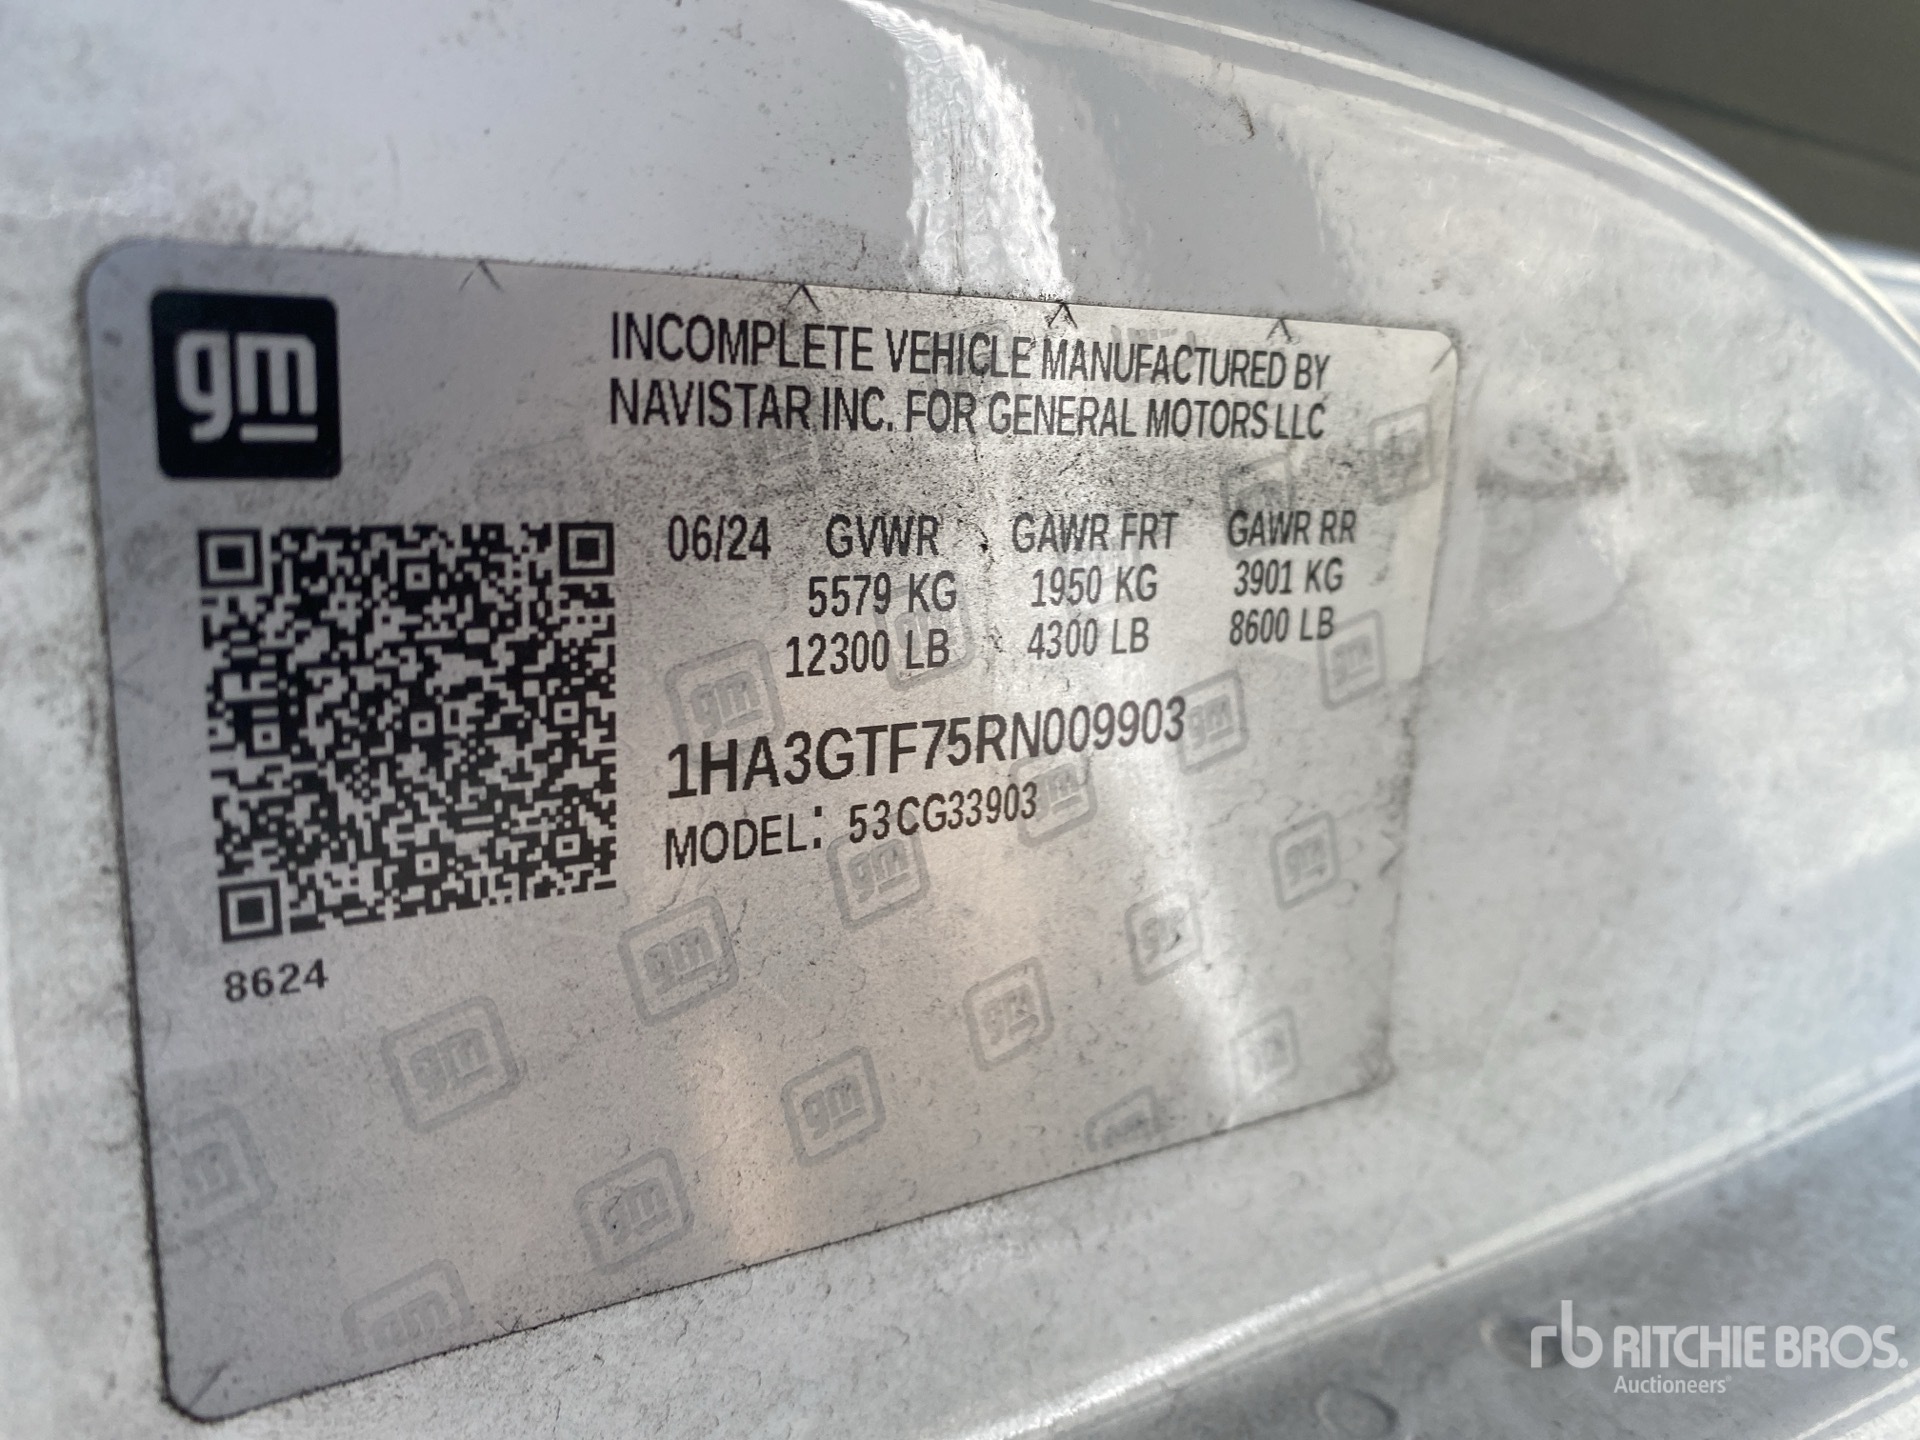 gm
INCOMPLETE VEHICLE MANUFACTURED BY
NAVISTAR INC. FOR GENERAL MOTORS LLC
06/24 GVWR GAWR FRT GAWR RR
5579 KG 1950 KG 3901 KG
12300 LB 4300 LB 8600 LB
1HA3GTF75RN009903
MODEL: 53CG33903
8624
rb RITCHIE BROS.
Auctioneers